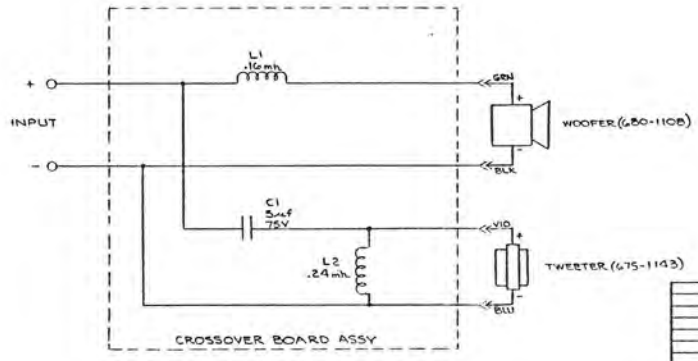 L1
.16mh
+
GRN
+
INPUT
WOOFER (680-1108)
-
-
BLK
C1
5uf
75V
VIO
+
L2
.24mh
TWEETER (675-1143)
-
BLU
CROSSOVER BOARD ASSY